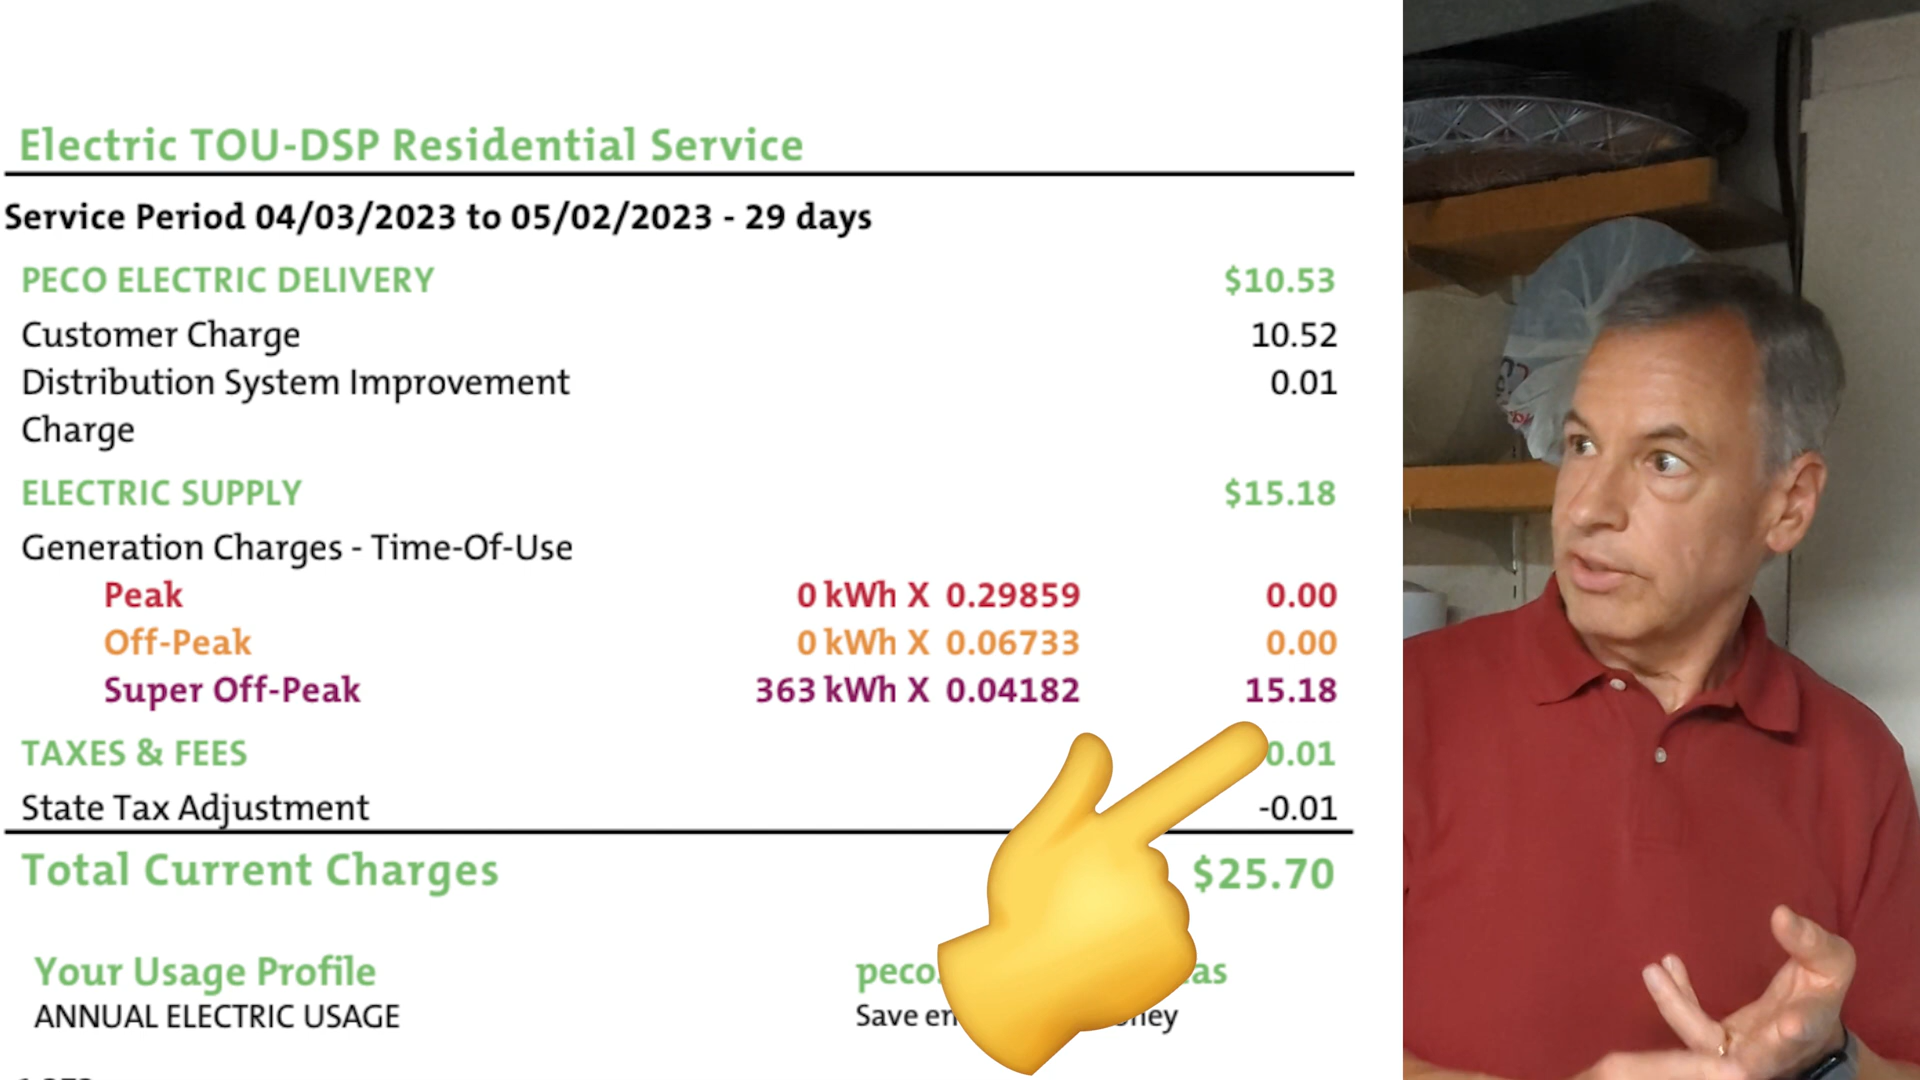 Electric TOU-DSP Residential Service
Service Period 04/03/2023 to 05/02/2023 - 29 days
PECO ELECTRIC DELIVERY $10.53
Customer Charge 10.52
Distribution System Improvement 0.01
Charge
ELECTRIC SUPPLY $15.18
Generation Charges - Time-Of-Use
Peak 0 kWh X 0.29859 0.00
Off-Peak 0 kWh X 0.06733 0.00
Super Off-Peak 363 kWh X 0.04182 15.18
TAXES & FEES 0.01
State Tax Adjustment -0.01
Total Current Charges $25.70
Your Usage Profile
ANNUAL ELECTRIC USAGE
peco.
Save